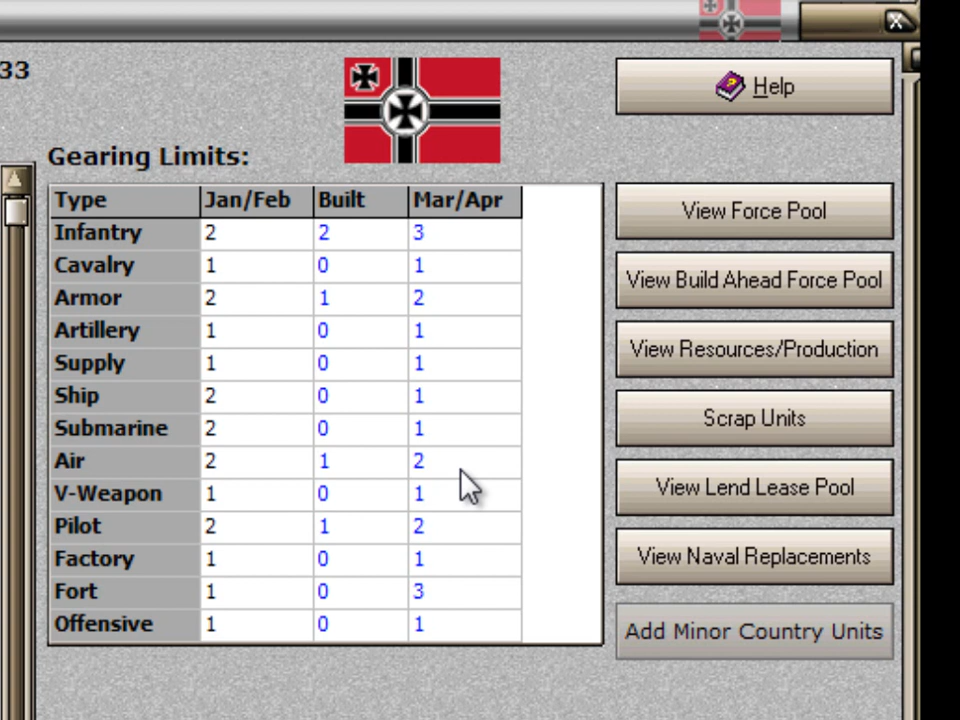 33
Help
Gearing Limits:
Type Jan/Feb Built Mar/Apr
Infantry 2 2 3
Cavalry 1 0 1
Armor 2 1 2
Artillery 1 0 1
Supply 1 0 1
Ship 2 0 1
Submarine 2 0 1
Air 2 1 2
V-Weapon 1 0 1
Pilot 2 1 2
Factory 1 0 1
Fort 1 0 3
Offensive 1 0 1
View Force Pool
View Build Ahead Force Pool
View Resources/Production
Scrap Units
View Lend Lease Pool
View Naval Replacements
Add Minor Country Units